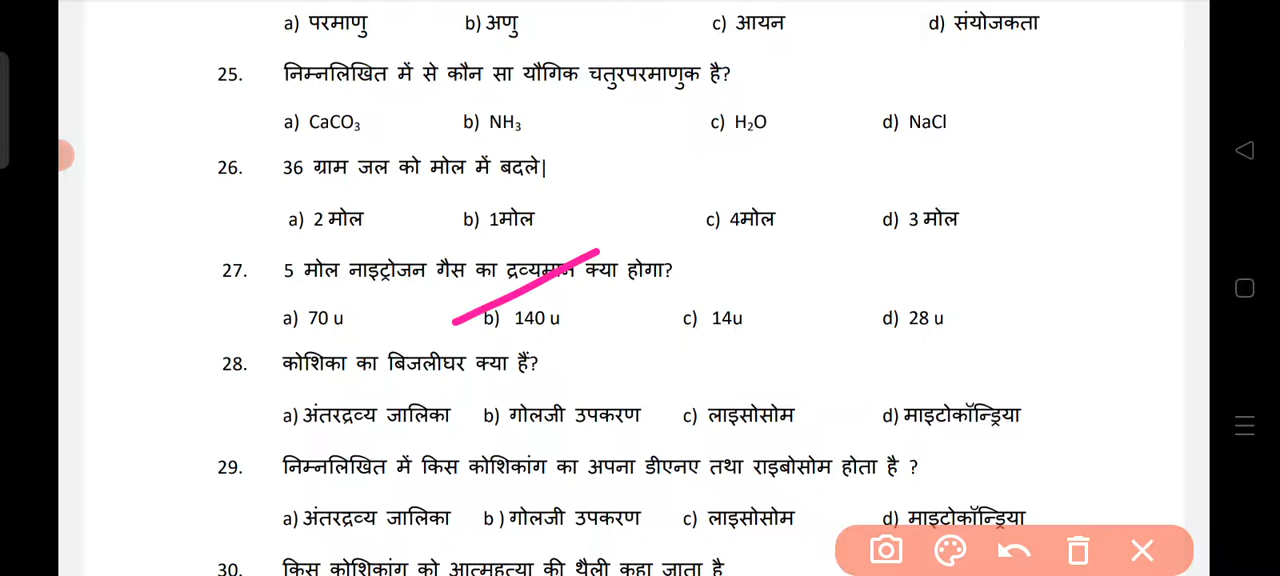 a) परमाणु b) अणु c) आयन d) संयोजकता
25. निम्नलिखित में से कौन सा यौगिक चतुरपरमाणुक है?
a) CaCO₃ b) NH₃ c) H₂O d) NaCl
26. 36 ग्राम जल को मोल में बदले|
a) 2 मोल b) 1मोल c) 4मोल d) 3 मोल
27. 5 मोल नाइट्रोजन गैस का द्रव्यमान क्या होगा?
a) 70 u b) 140 u c) 14u d) 28 u
28. कोशिका का बिजलीघर क्या हैं?
a) अंतरद्रव्य जालिका b) गोलजी उपकरण c) लाइसोसोम d) माइटोकॉन्ड्रिया
29. निम्नलिखित में किस कोशिकांग का अपना डीएनए तथा राइबोसोम होता है ?
a) अंतरद्रव्य जालिका b ) गोलजी उपकरण c) लाइसोसोम d) माइटोकॉन्ड्रिया
30. किस कोशिकांग को आत्महत्या की थैली कहा जाता है